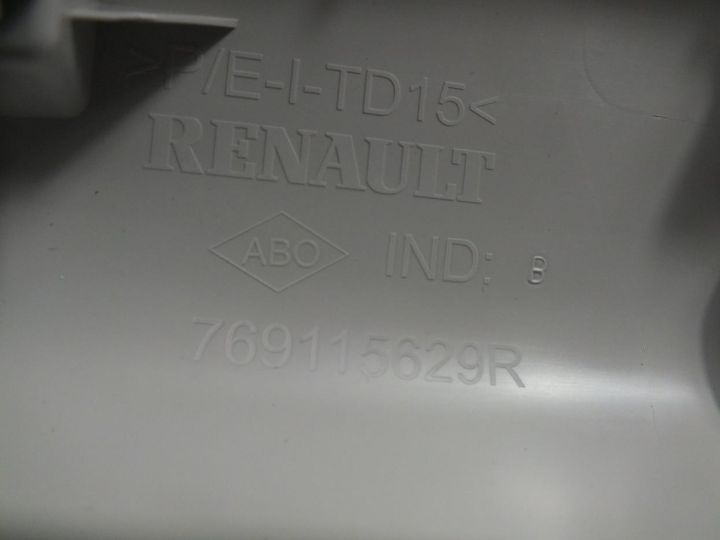 >P/E-I-TD15<
RENAULT
ABO IND: B
769115629R